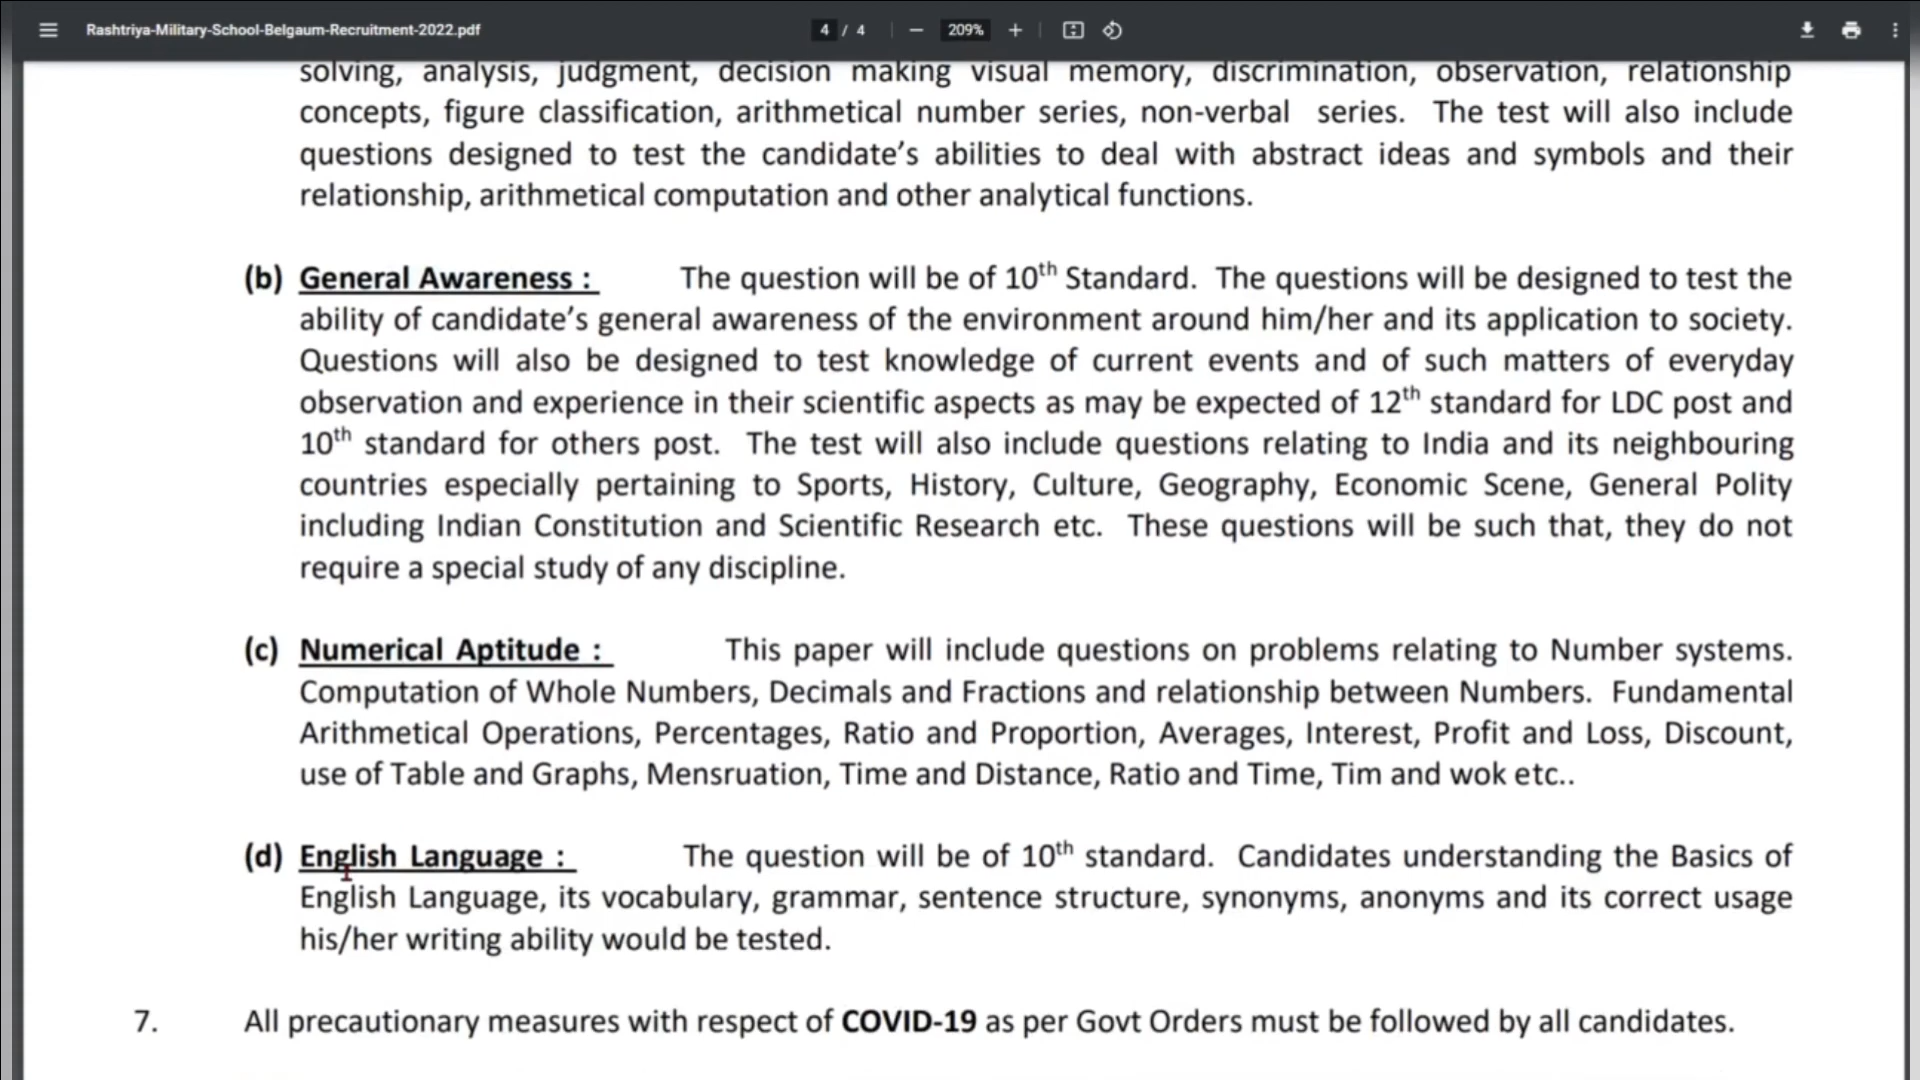 Rashtriya-Military-School-Belgaum-Recruitment-2022.pdf 4 / 4 209%
solving, analysis, judgment, decision making visual memory, discrimination, observation, relationship
concepts, figure classification, arithmetical number series, non-verbal series. The test will also include
questions designed to test the candidate’s abilities to deal with abstract ideas and symbols and their
relationship, arithmetical computation and other analytical functions.
(b) General Awareness : The question will be of 10th Standard. The questions will be designed to test the
ability of candidate’s general awareness of the environment around him/her and its application to society.
Questions will also be designed to test knowledge of current events and of such matters of everyday
observation and experience in their scientific aspects as may be expected of 12th standard for LDC post and
10th standard for others post. The test will also include questions relating to India and its neighbouring
countries especially pertaining to Sports, History, Culture, Geography, Economic Scene, General Polity
including Indian Constitution and Scientific Research etc. These questions will be such that, they do not
require a special study of any discipline.
(c) Numerical Aptitude : This paper will include questions on problems relating to Number systems.
Computation of Whole Numbers, Decimals and Fractions and relationship between Numbers. Fundamental
Arithmetical Operations, Percentages, Ratio and Proportion, Averages, Interest, Profit and Loss, Discount,
use of Table and Graphs, Mensruation, Time and Distance, Ratio and Time, Tim and wok etc..
(d) English Language : The question will be of 10th standard. Candidates understanding the Basics of
English Language, its vocabulary, grammar, sentence structure, synonyms, anonyms and its correct usage
his/her writing ability would be tested.
7. All precautionary measures with respect of COVID-19 as per Govt Orders must be followed by all candidates.